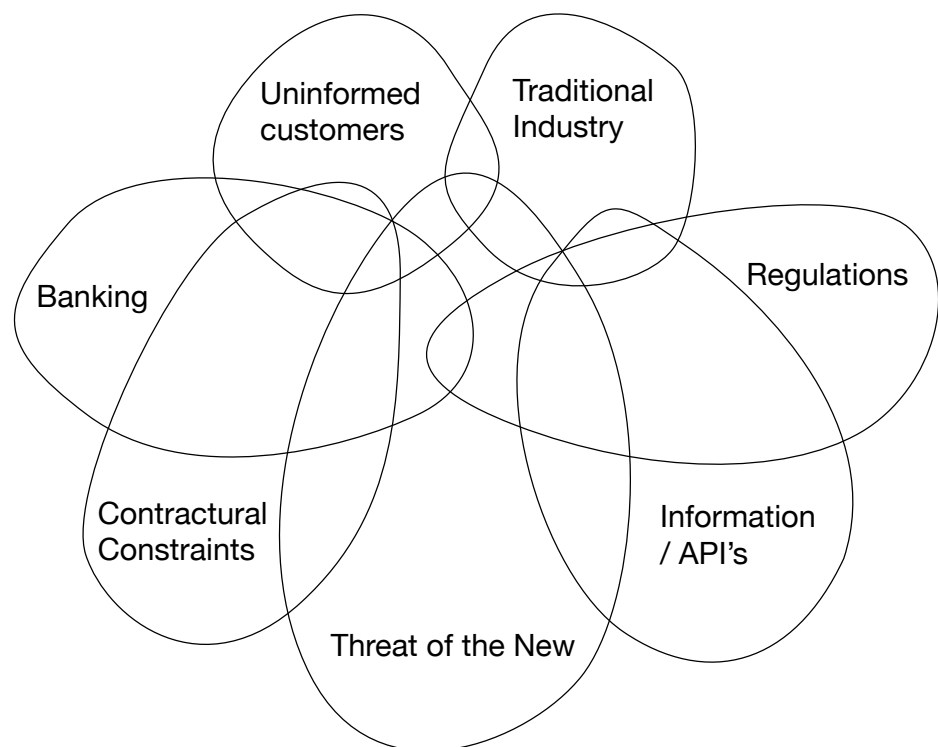 Uninformed
customers
Traditional
Industry
Banking
Regulations
Contractural
Constraints
Information
/ API's
Threat of the New